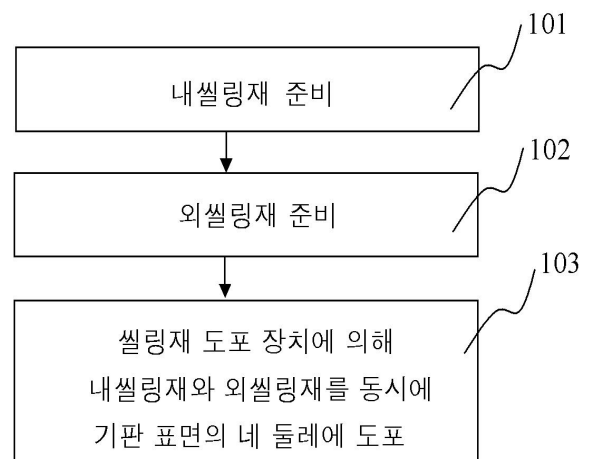 101
내씰링재 준비
102
외씰링재 준비
103
씰링재 도포 장치에 의해
내씰링재와 외씰링재를 동시에
기판 표면의 네 둘레에 도포